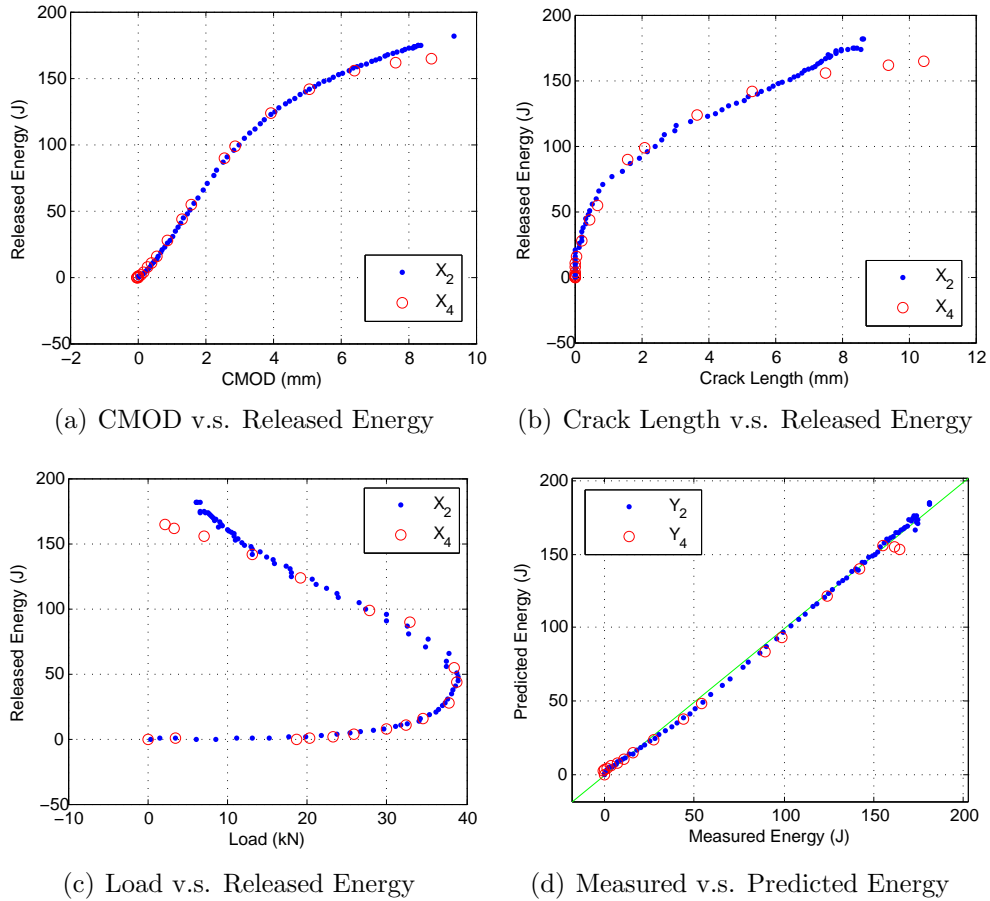 200
150
100
50
0
−50
−2
0
2
4
6
8
10
Released Energy (J)
CMOD (mm)
X2
X4
(a) CMOD v.s. Released Energy
200
150
100
50
0
−50
0
2
4
6
8
10
12
Released Energy (J)
Crack Length (mm)
X2
X4
(b) Crack Length v.s. Released Energy
200
150
100
50
0
−50
−10
0
10
20
30
40
Released Energy (J)
Load (kN)
X2
X4
(c) Load v.s. Released Energy
200
150
100
50
0
0
50
100
150
200
Predicted Energy (J)
Measured Energy (J)
Y2
Y4
(d) Measured v.s. Predicted Energy